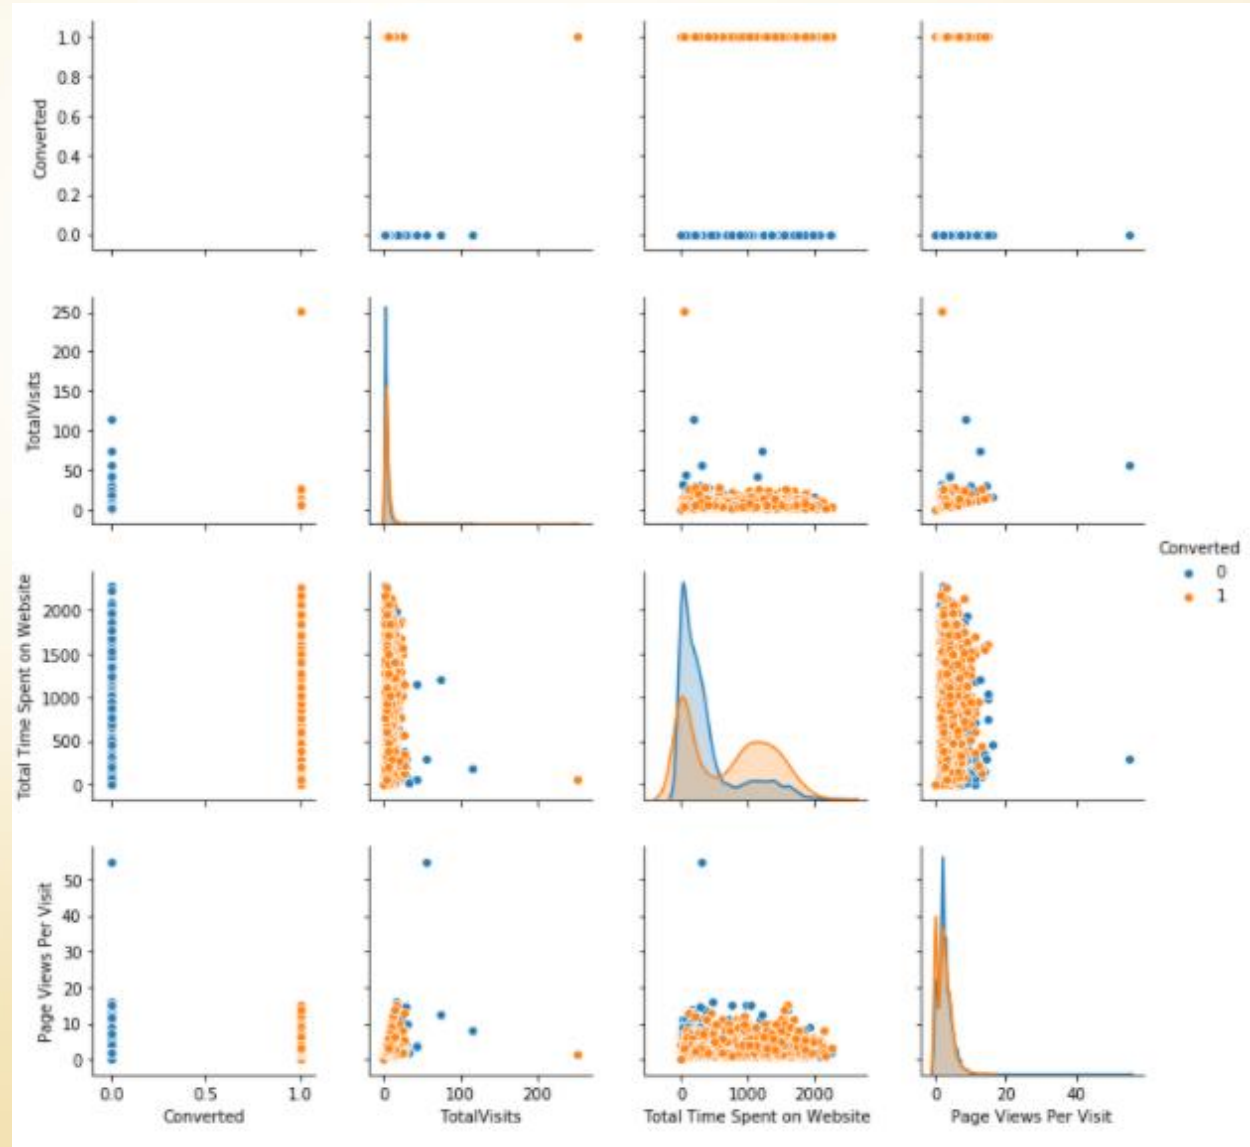 1.0
0.8
0.6
0.4
0.2
0.0
Converted
250
200
150
100
50
0
TotalVisits
Converted
0
1
2000
1500
1000
500
0
Total Time Spent on Website
50
40
30
20
10
0
Page Views Per Visit
0.0 0.5 1.0
Converted
0 100 200
TotalVisits
0 1000 2000
Total Time Spent on Website
0 20 40
Page Views Per Visit